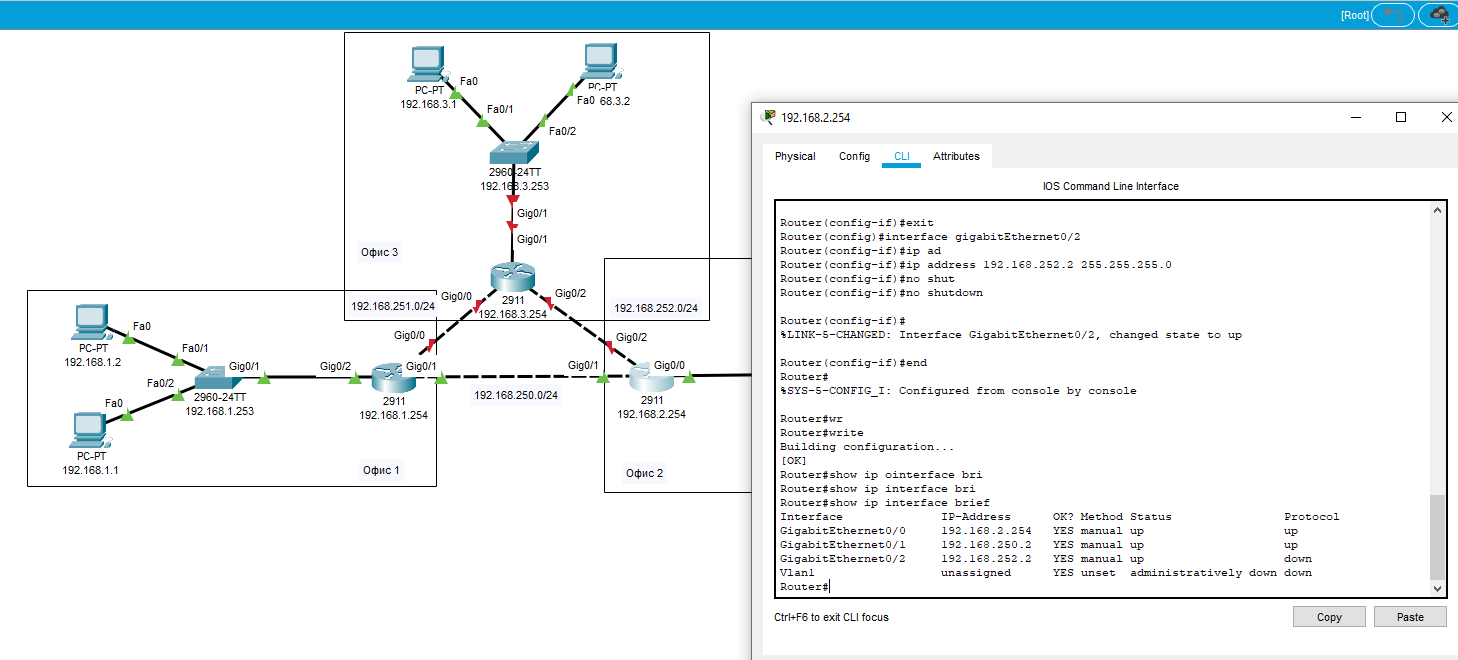 [Root]
PC-PT
192.168.3.1
Fa0
Fa0/1
PC-PT
68.3.2
Fa0
Fa0/2
2960-24TT
192.168.3.253
Gig0/1
Gig0/1
Офис 3
2911
192.168.3.254
Gig0/0
Gig0/2
192.168.251.0/24
192.168.252.0/24
Gig0/0
Gig0/2
PC-PT
192.168.1.2
Fa0
Fa0/1
Fa0/2
Fa0
PC-PT
192.168.1.1
Gig0/1
2960-24TT
192.168.1.253
Gig0/2
Gig0/1
2911
192.168.1.254
Офис 1
192.168.250.0/24
Gig0/1
Gig0/0
2911
192.168.2.254
Офис 2
192.168.2.254
Physical Config CLI Attributes
IOS Command Line Interface
Router(config-if)#exit
Router(config)#interface gigabitEthernet0/2
Router(config-if)#ip ad
Router(config-if)#ip address 192.168.252.2 255.255.255.0
Router(config-if)#no shut
Router(config-if)#no shutdown
Router(config-if)#
%LINK-5-CHANGED: Interface GigabitEthernet0/2, changed state to up
Router(config-if)#end
Router#
%SYS-5-CONFIG_I: Configured from console by console
Router#wr
Router#write
Building configuration...
[OK]
Router#show ip ointerface bri
Router#show ip interface bri
Router#show ip interface brief
Interface IP-Address OK? Method Status Protocol
GigabitEthernet0/0 192.168.2.254 YES manual up up
GigabitEthernet0/1 192.168.250.2 YES manual up up
GigabitEthernet0/2 192.168.252.2 YES manual up down
Vlan1 unassigned YES unset administratively down down
Router#
Ctrl+F6 to exit CLI focus
Copy Paste